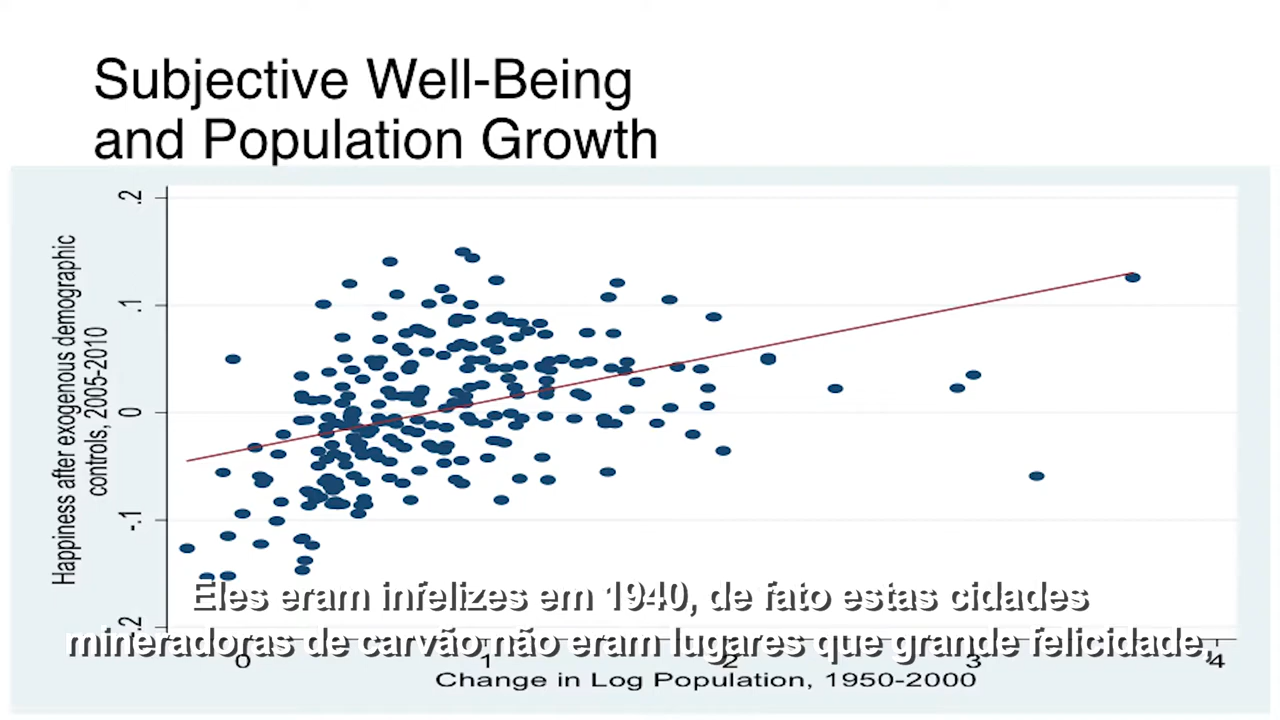 Subjective Well-Being
and Population Growth
Happiness after exogenous demographic
controls, 2005-2010
.2
.1
0
-.1
-.2
Eles eram infelizes em 1940, de fato estas cidades
mineradoras de carvão não eram lugares que grande felicidade,
0 1 2 3 4
Change in Log Population, 1950-2000